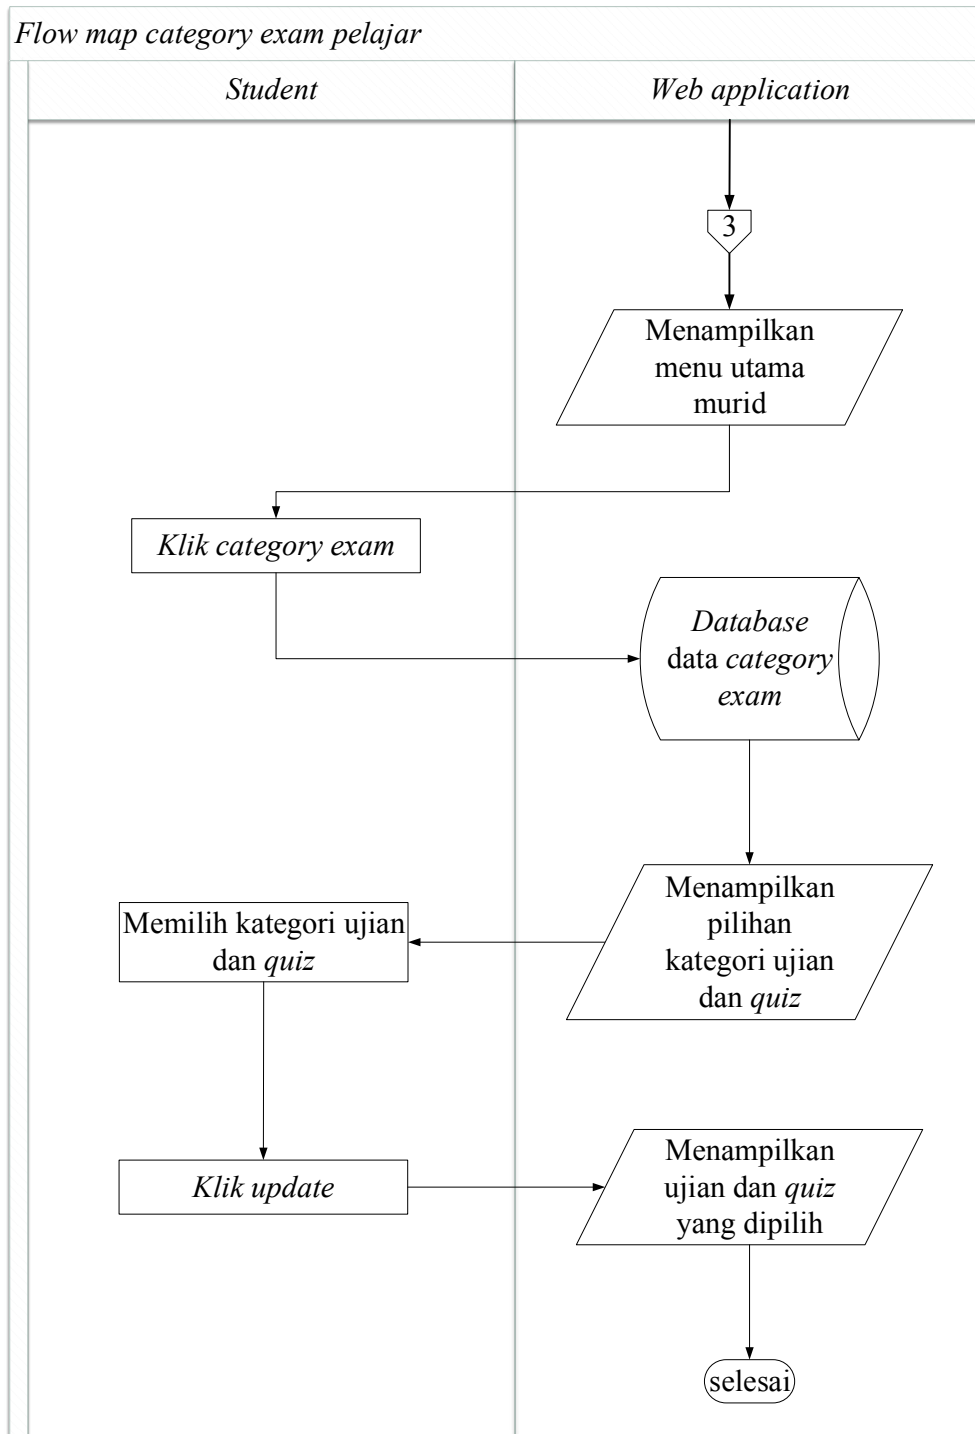 Flow map category exam pelajar
Student
Web application
3
Menampilkan
menu utama
murid
Klik category exam
Database
data category
exam
Menampilkan
pilihan
kategori ujian
dan quiz
Memilih kategori ujian
dan quiz
Klik update
Menampilkan
ujian dan quiz
yang dipilih
selesai